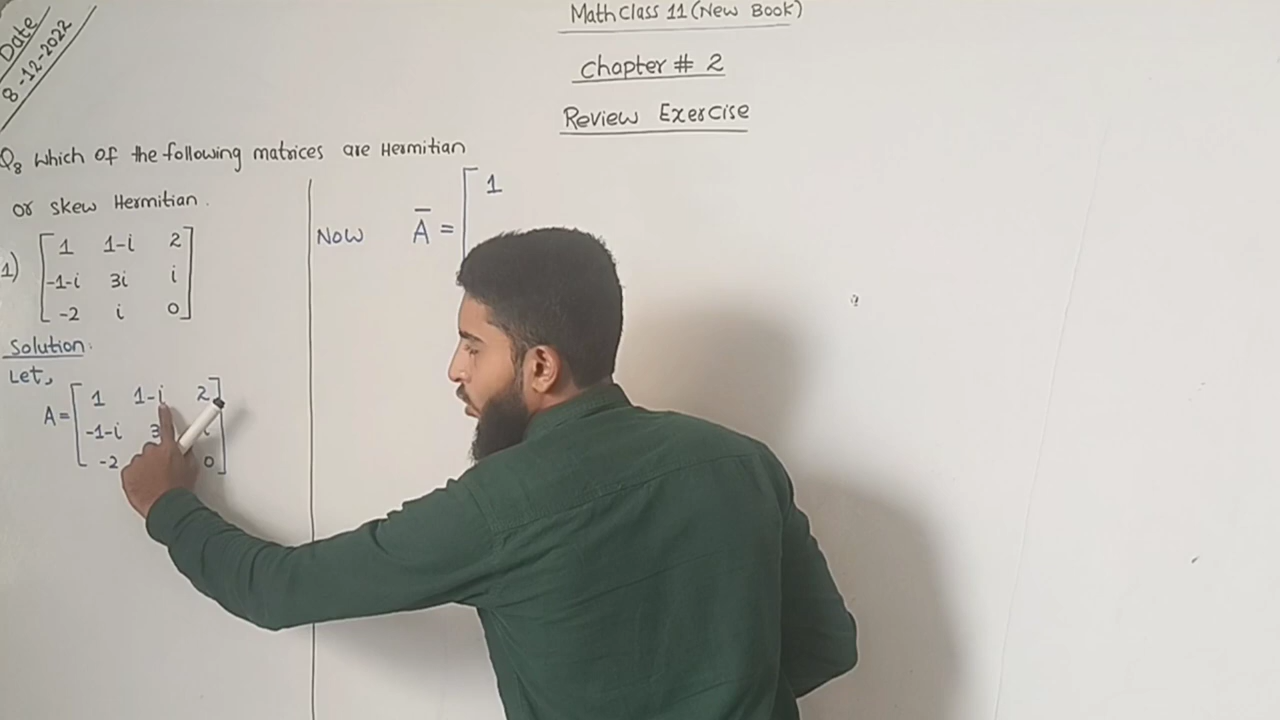 Date
8-12-2022
Math Class 11 (New Book)
Chapter # 2
Review Exercise
Q8 Which of the following matrices are Hermitian
or skew Hermitian.
1) [ 1 1-i 2
-1-i 3i i
-2 i 0 ]
Solution:
Let,
A = [ 1 1-i 2
-1-i 3 i
-2 0 ]
Now Ā = [ 1